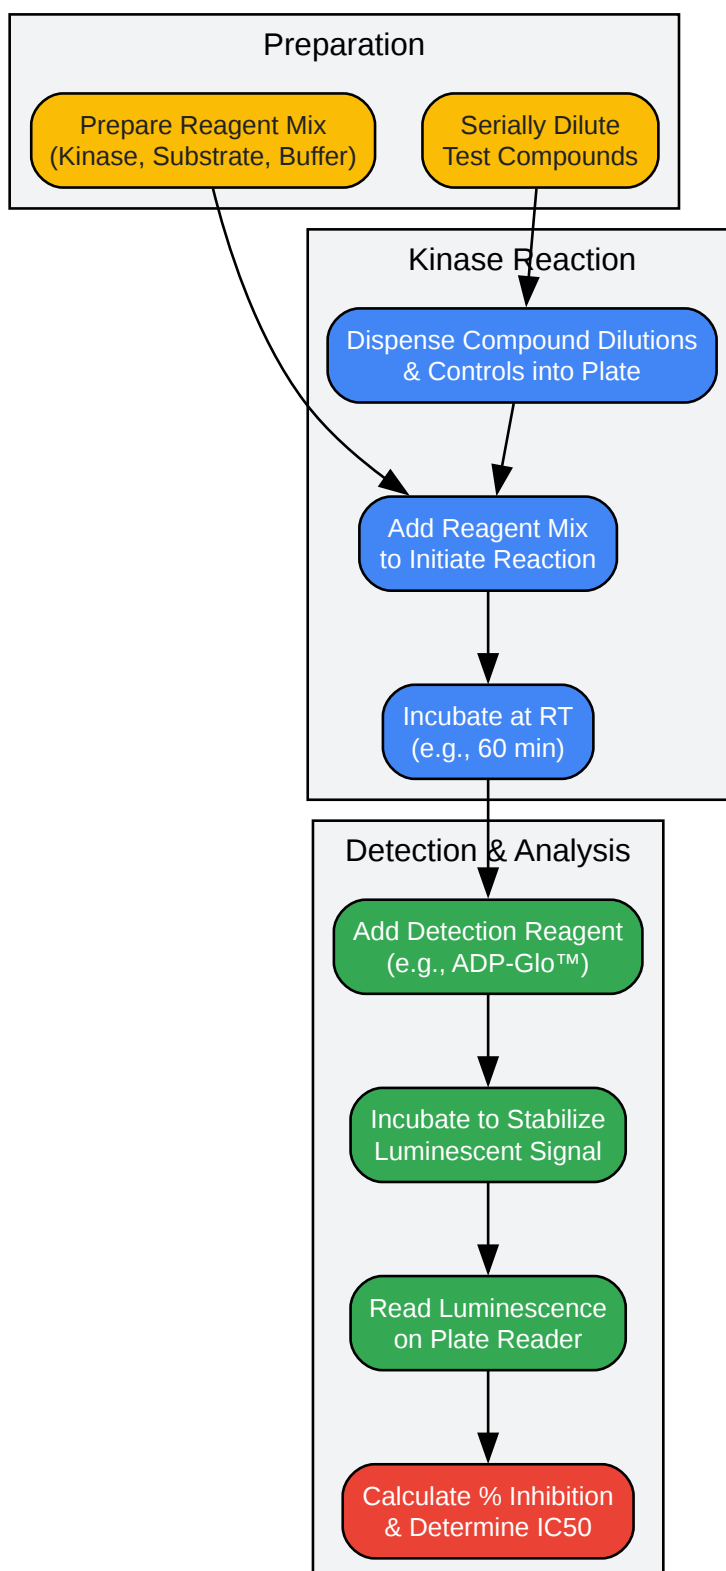 Preparation
Prepare Reagent Mix
(Kinase, Substrate, Buffer)
Serially Dilute
Test Compounds
Kinase Reaction
Dispense Compound Dilutions
& Controls into Plate
Add Reagent Mix
to Initiate Reaction
Incubate at RT
(e.g., 60 min)
Detection & Analysis
Add Detection Reagent
(e.g., ADP-Glo™)
Incubate to Stabilize
Luminescent Signal
Read Luminescence
on Plate Reader
Calculate % Inhibition
& Determine IC50